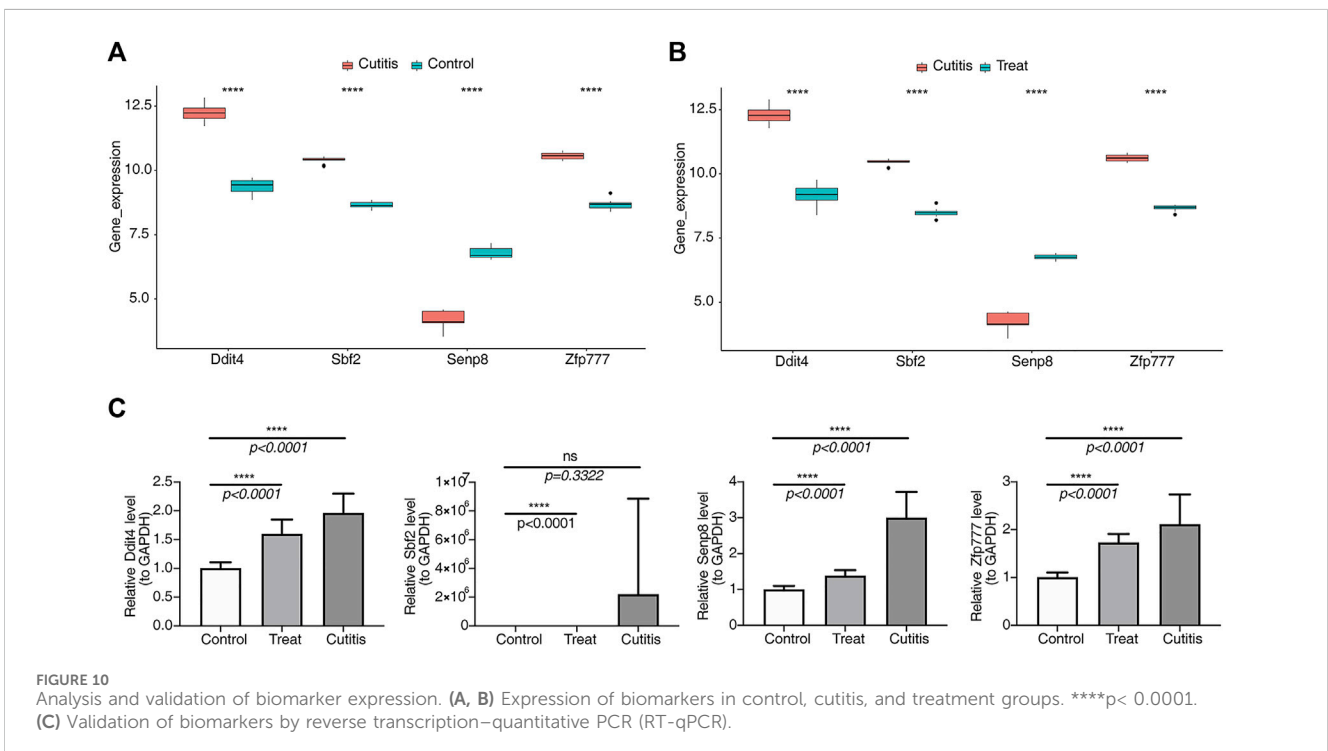 A
Cutitis Control
**** **** **** ****
Gene_expression
12.5
10.0
7.5
5.0
Ddit4 Sbf2 Senp8 Zfp777
B
Cutitis Treat
**** **** **** ****
Gene_expression
12.5
10.0
7.5
5.0
Ddit4 Sbf2 Senp8 Zfp777
C
****
p<0.0001
****
p<0.0001
Relative Ddit4 level
(to GAPDH)
2.5
2.0
1.5
1.0
0.5
0.0
Control Treat Cutitis
ns
p=0.3322
****
p<0.0001
Relative Sbf2 level
(to GAPDH)
1×10⁷
8×10⁶
6×10⁶
4×10⁶
2×10⁶
0
Control Treat Cutitis
****
p<0.0001
****
p<0.0001
Relative Senp8 level
(to GAPDH)
4
3
2
1
0
Control Treat Cutitis
****
p<0.0001
****
p<0.0001
Relative Zfp777 level
(to GAPDH)
3
2
1
0
Control Treat Cutitis
FIGURE 10
Analysis and validation of biomarker expression. (A, B) Expression of biomarkers in control, cutitis, and treatment groups. ****p< 0.0001.
(C) Validation of biomarkers by reverse transcription–quantitative PCR (RT-qPCR).